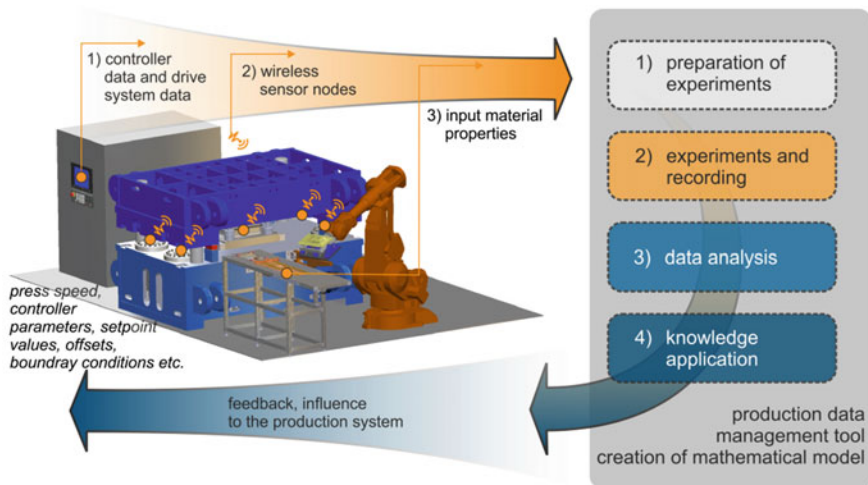 1) controller
data and drive
system data
2) wireless
sensor nodes
3) input material
properties
press speed,
controller
parameters, setpoint
values, offsets,
boundray conditions etc.
feedback, influence
to the production system
1) preparation of
experiments
2) experiments and
recording
3) data analysis
4) knowledge
application
production data
management tool
creation of mathematical model